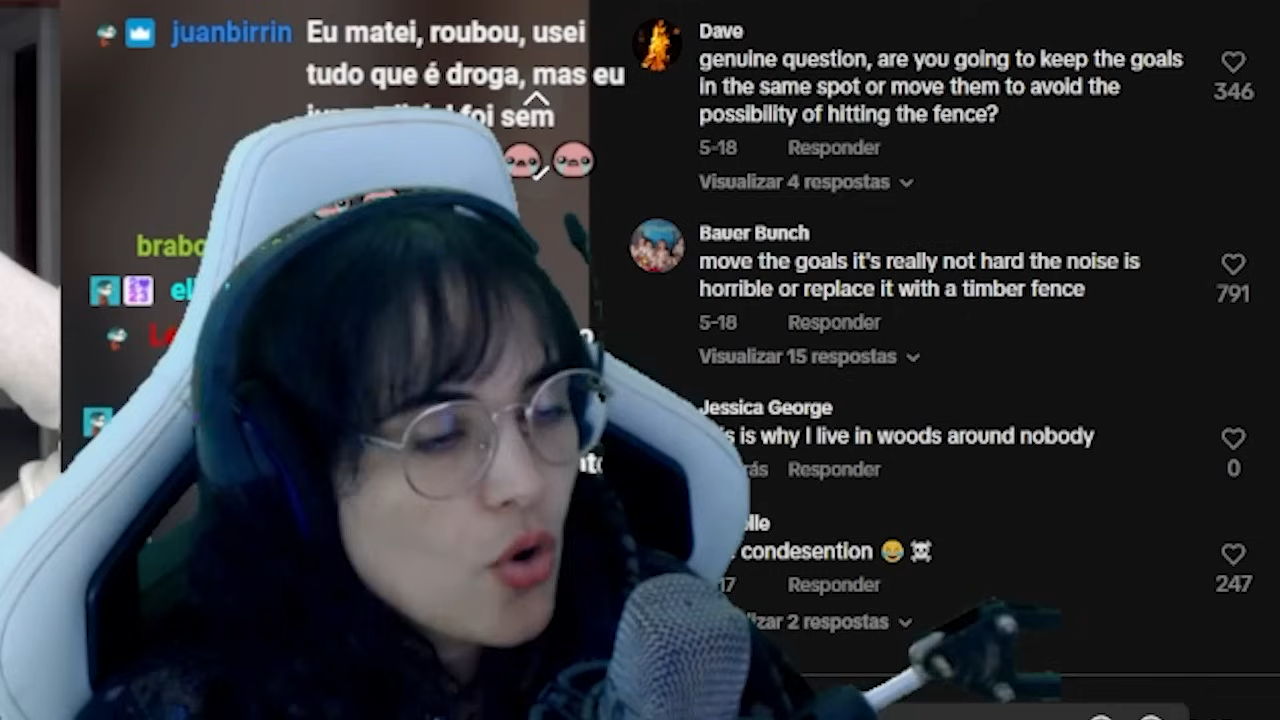 juanbirrin Eu matei, roubou, usei
tudo que é droga, mas eu
foi sem
Dave
genuine question, are you going to keep the goals
in the same spot or move them to avoid the
possibility of hitting the fence?
346
5-18 Responder
Visualizar 4 respostas
Bauer Bunch
move the goals it's really not hard the noise is
horrible or replace it with a timber fence
791
5-18 Responder
Visualizar 15 respostas
Jessica George
is why I live in woods around nobody
0
Responder
condesention 😂 ☠
247
17 Responder
2 respostas